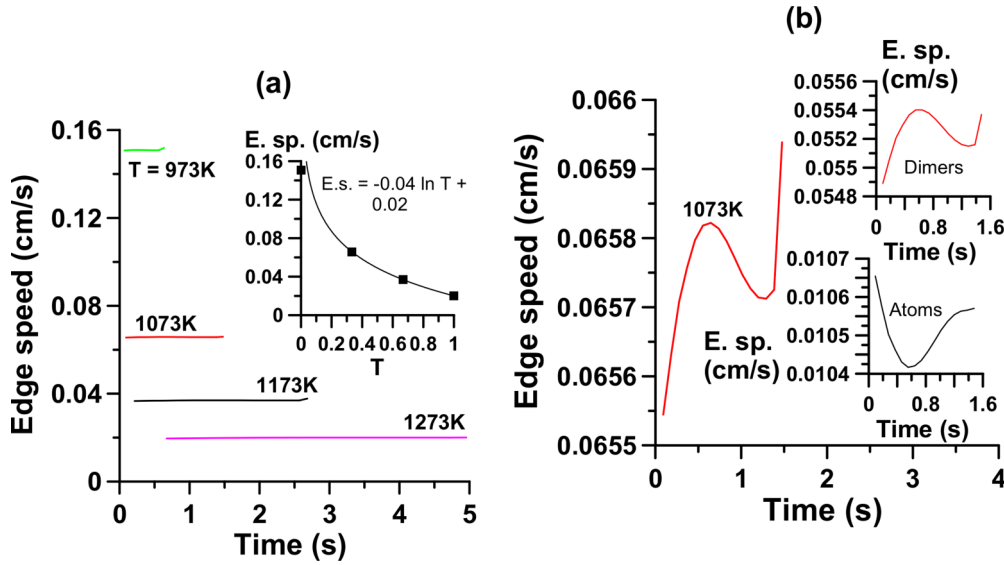 (a)
Edge speed (cm/s)
0.16
0.12
0.08
0.04
0
T = 973K
1073K
1173K
1273K
0 1 2 3 4 5
Time (s)
E. sp. (cm/s)
0.16
0.12
0.08
0.04
0
E.s. = -0.04 ln T +
0.02
0 0.2 0.4 0.6 0.8 1
T
(b)
Edge speed (cm/s)
0.066
0.0659
0.0658
0.0657
0.0656
0.0655
1073K
0 1 2 3 4
Time (s)
E. sp.
(cm/s)
0.0556
0.0554
0.0552
0.055
0.0548
Dimers
0 0.8 1.6
Time (s)
E. sp.
(cm/s)
0.0107
0.0106
0.0105
0.0104
Atoms
0 0.8 1.6
Time (s)